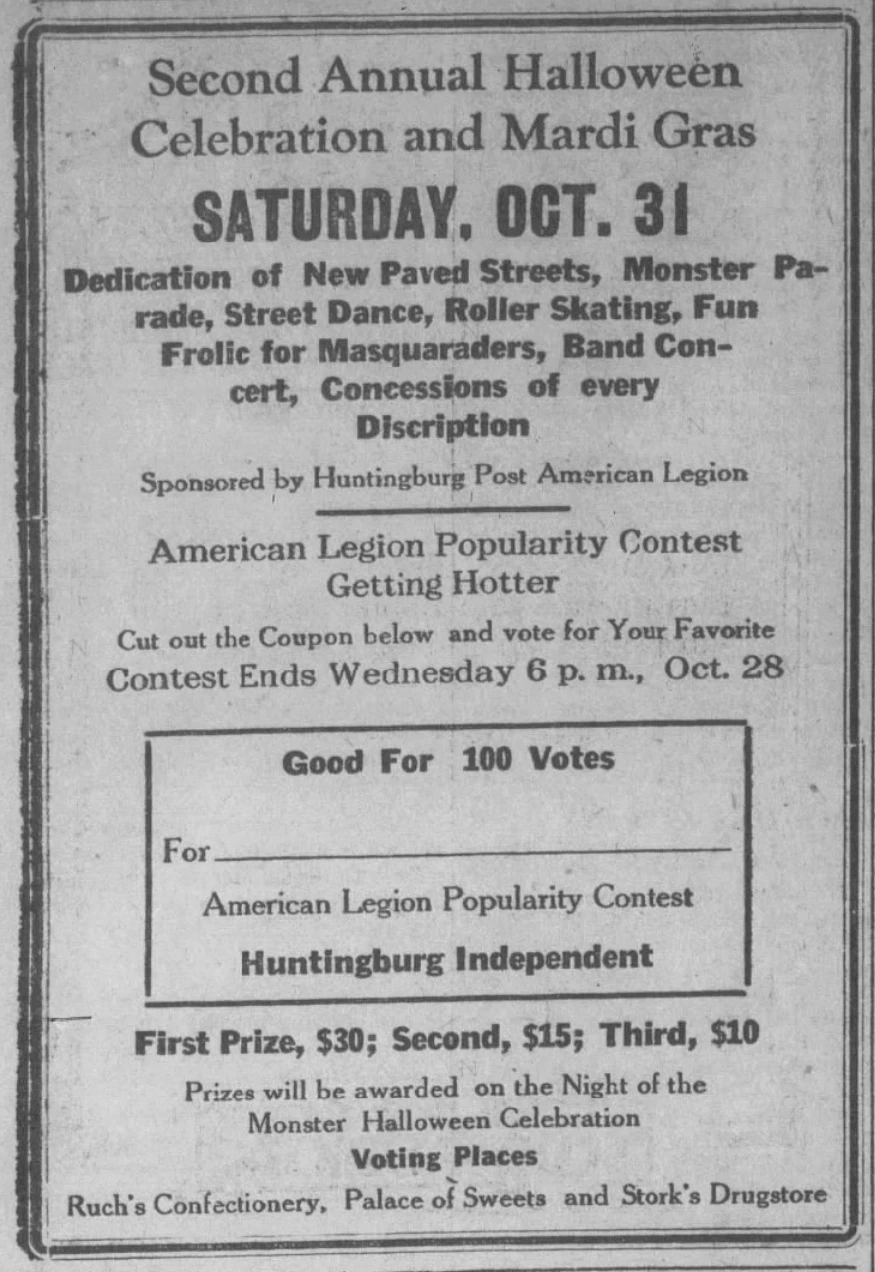 Second Annual Halloween
Celebration and Mardi Gras
SATURDAY, OCT. 31
Dedication of New Paved Streets, Monster Pa-
rade, Street Dance, Roller Skating, Fun
Frolic for Masquaraders, Band Con-
cert, Concessions of every
Discription
Sponsored by Huntingburg Post American Legion
American Legion Popularity Contest
Getting Hotter
Cut out the Coupon below and vote for Your Favorite
Contest Ends Wednesday 6 p. m., Oct. 28
Good For 100 Votes
For
American Legion Popularity Contest
Huntingburg Independent
First Prize, $30; Second, $15; Third, $10
Prizes will be awarded on the Night of the
Monster Halloween Celebration
Voting Places
Ruch's Confectionery, Palace of Sweets and Stork's Drugstore